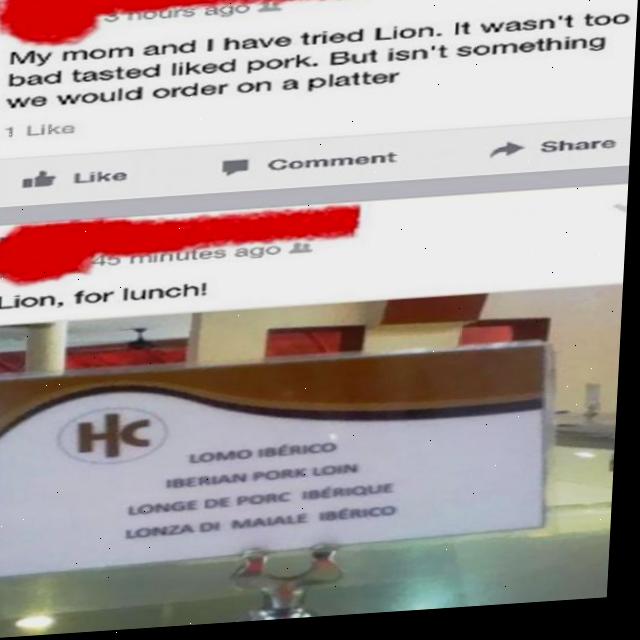 3 hours ago
My mom and I have tried Lion. It wasn't too
bad tasted liked pork. But isn't something
we would order on a platter
1 Like
Like Comment Share
45 minutes ago
Lion, for lunch!
HC
LOMO IBÉRICO
IBERIAN PORK LOIN
LONGE DE PORC IBÉRIQUE
LONZA DI MAIALE IBÉRICO